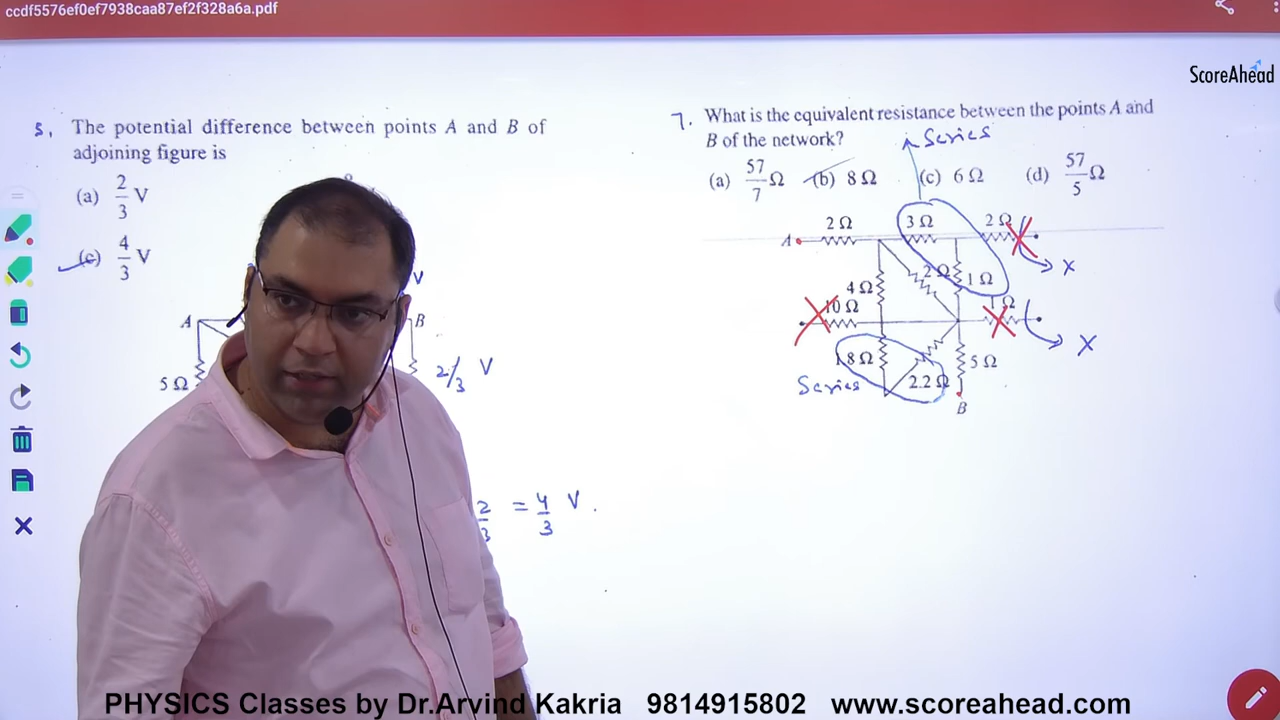 ccdf5576ef0ef7938caa87ef2f328a6a.pdf
ScoreAhead
5. The potential difference between points A and B of
adjoining figure is
(a) 2/3 V
(c) 4/3 V
V
A
B
5 Ω
2/3 V
= 4/3 V.
7. What is the equivalent resistance between the points A and
B of the network?
Series
(a) 57/7 Ω (b) 8 Ω (c) 6 Ω (d) 57/5 Ω
2 Ω 3 Ω 2 Ω
A
X
4 Ω 2 Ω 1 Ω
10 Ω
X
8 Ω 5 Ω
Series 2.2 Ω
B
PHYSICS Classes by Dr.Arvind Kakria 9814915802 www.scoreahead.com